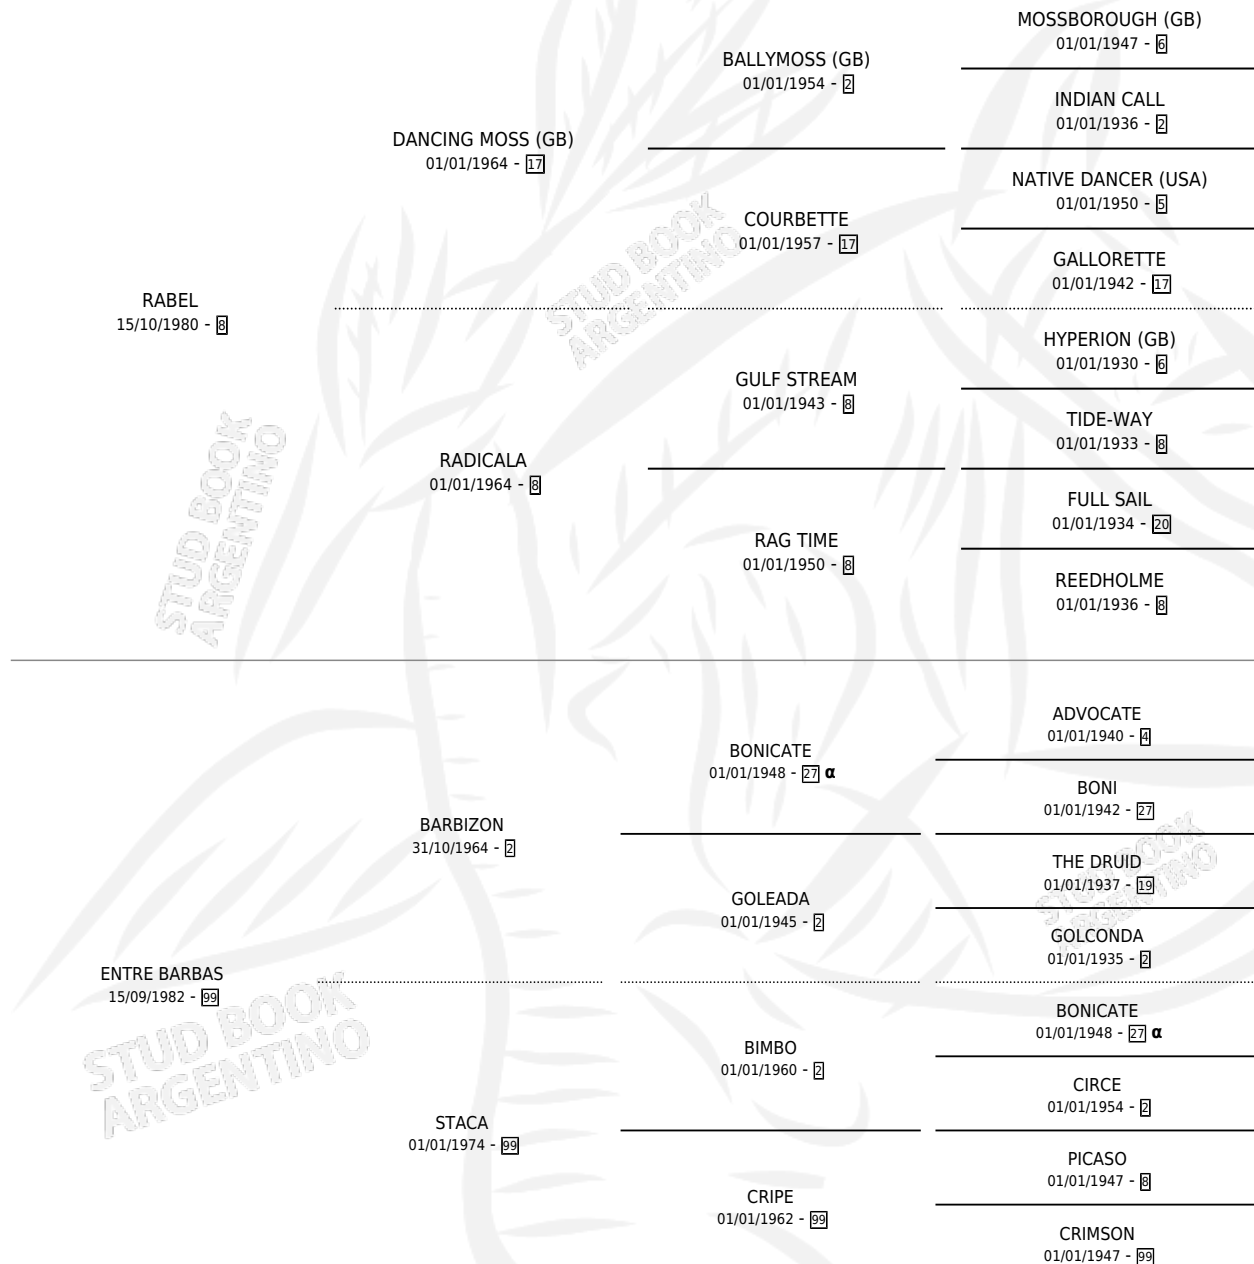 MOSSBOROUGH (GB)
01/01/1947 - 6
BALLYMOSS (GB)
01/01/1954 - 2
INDIAN CALL
01/01/1936 - 2
DANCING MOSS (GB)
01/01/1964 - 17
NATIVE DANCER (USA)
01/01/1950 - 5
COURBETTE
01/01/1957 - 17
GALLORETTE
01/01/1942 - 17
RABEL
15/10/1980 - 8
HYPERION (GB)
01/01/1930 - 6
GULF STREAM
01/01/1943 - 8
TIDE-WAY
01/01/1933 - 8
RADICALA
01/01/1964 - 8
FULL SAIL
01/01/1934 - 20
RAG TIME
01/01/1950 - 8
REEDHOLME
01/01/1936 - 8
ADVOCATE
01/01/1940 - 4
BONICATE
01/01/1948 - 27 α
BONI
01/01/1942 - 27
BARBIZON
31/10/1964 - 2
THE DRUID
01/01/1937 - 19
GOLEADA
01/01/1945 - 2
GOLCONDA
01/01/1935 - 2
ENTRE BARBAS
15/09/1982 - 99
BONICATE
01/01/1948 - 27 α
BIMBO
01/01/1960 - 2
CIRCE
01/01/1954 - 2
STACA
01/01/1974 - 99
PICASO
01/01/1947 - 8
CRIPE
01/01/1962 - 99
CRIMSON
01/01/1947 - 99
STUD BOOK
ARGENTINO
STUD BOOK
ARGENTINO
STUD BOOK
ARGENTINO
STUD BOOK
ARGENTINO